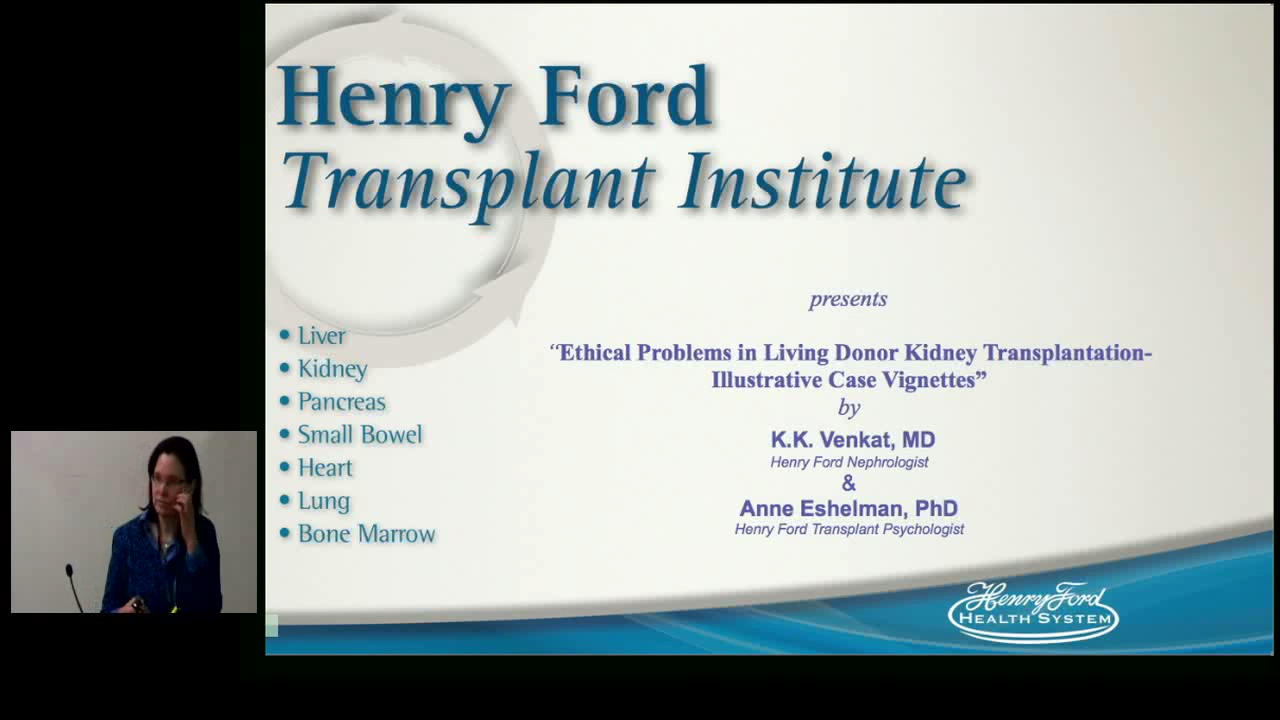 Henry Ford
Transplant Institute
presents
“Ethical Problems in Living Donor Kidney Transplantation-
Illustrative Case Vignettes”
by
K.K. Venkat, MD
Henry Ford Nephrologist
&
Anne Eshelman, PhD
Henry Ford Transplant Psychologist
• Liver
• Kidney
• Pancreas
• Small Bowel
• Heart
• Lung
• Bone Marrow
Henry Ford
HEALTH SYSTEM